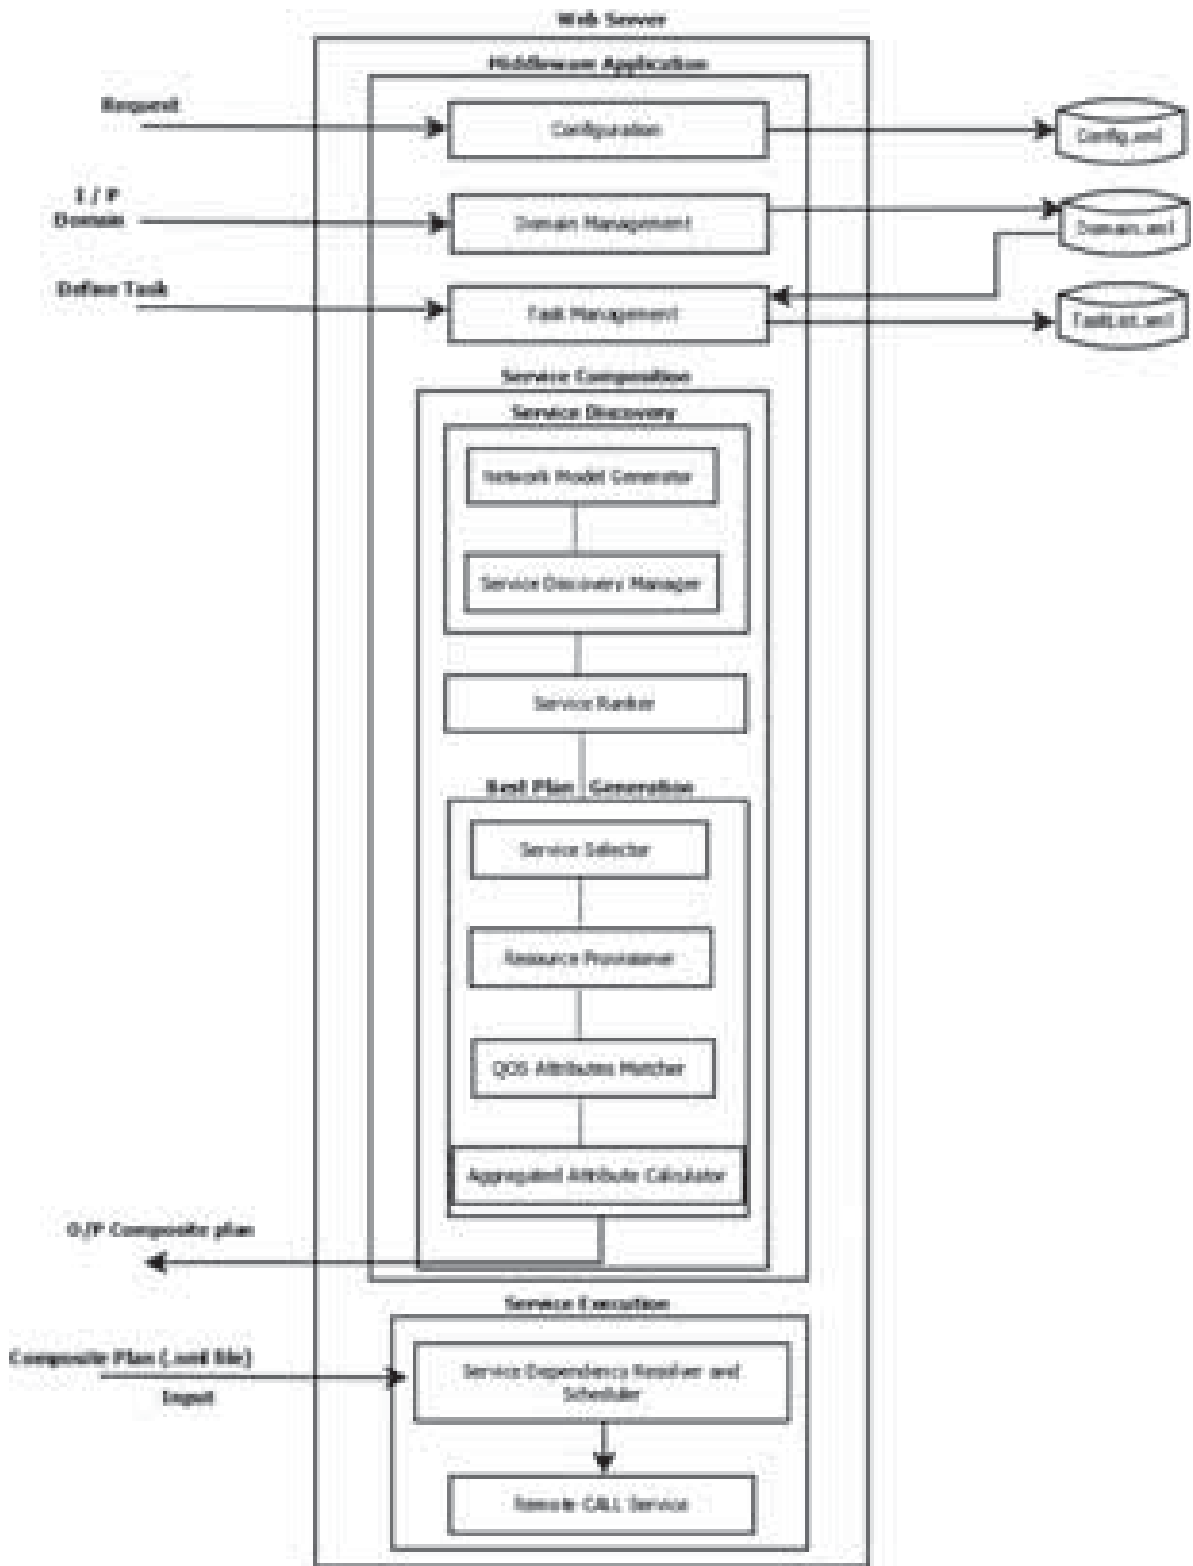 Web Server
Middleware Application
Request
Configuration
Config.xml
I / P
Domain
Domain Management
Domain.xml
Define Task
Task Management
TaskList.xml
Service Composition
Service Discovery
Network Model Generator
Service Discovery Manager
Service Ranker
Best Plan Generation
Service Selector
Resource Provisioner
QOS Attributes Matcher
Aggregated Attribute Calculator
O/P Composite plan
Service Execution
Composite Plan (.xml file)
Input
Service Dependency Resolver and
Scheduler
Remote CALL Service